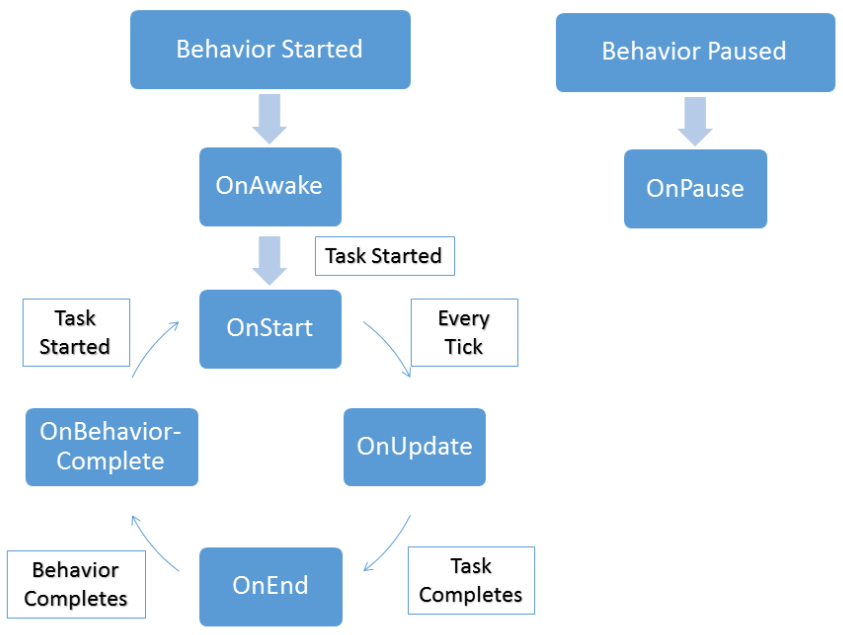 Behavior Started
Behavior Paused
OnAwake
OnPause
Task Started
Task
Started
OnStart
Every
Tick
OnBehavior-
Complete
OnUpdate
Behavior
Completes
OnEnd
Task
Completes